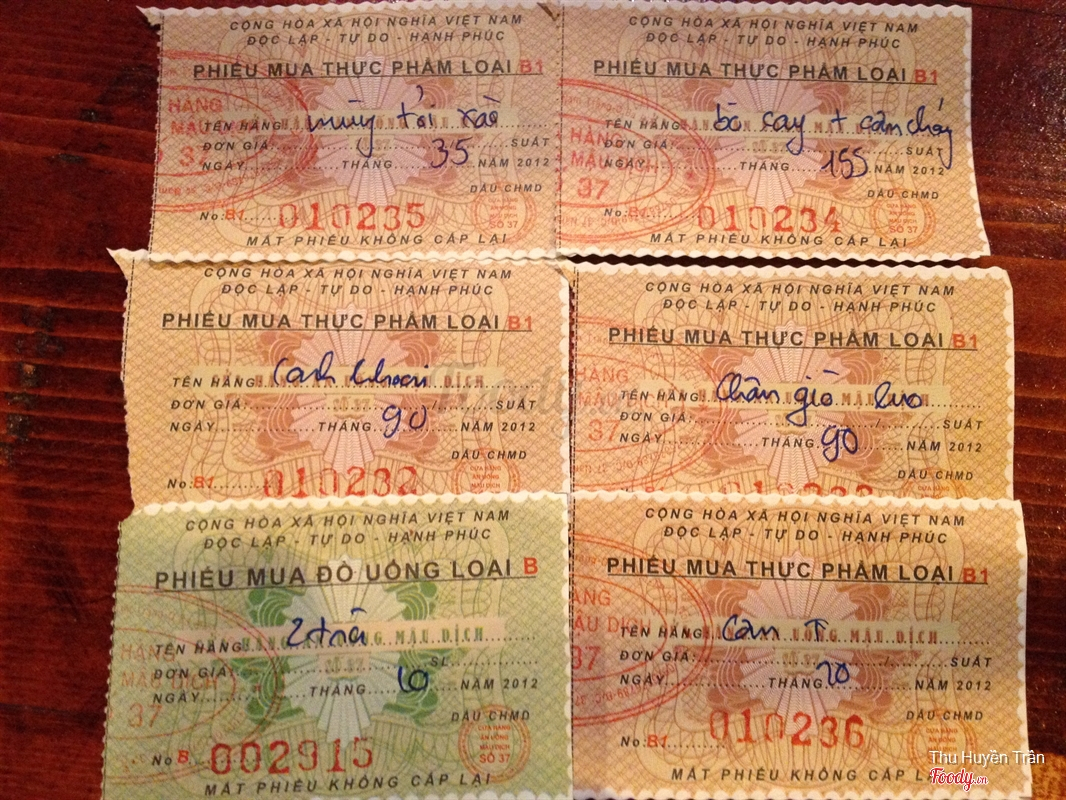 CỘNG HÒA XÃ HỘI NGHĨA VIỆT NAM
ĐỘC LẬP - TỰ DO - HẠNH PHÚC
PHIẾU MUA THỰC PHẨM LOẠI B1
TÊN HÀNG mùng tơi xào
ĐƠN GIÁ 35 SUẤT
NGÀY.......THÁNG.......NĂM 2012
DẤU CHMD
No: B1 010235
MẤT PHIẾU KHÔNG CẤP LẠI
CỘNG HÒA XÃ HỘI NGHĨA VIỆT NAM
ĐỘC LẬP - TỰ DO - HẠNH PHÚC
PHIẾU MUA THỰC PHẨM LOẠI B1
TÊN HÀNG bò cay + cơm cháy
ĐƠN GIÁ 155 SUẤT
NGÀY.......THÁNG.......NĂM 2012
DẤU CHMD
No: B1 010234
MẤT PHIẾU KHÔNG CẤP LẠI
CỘNG HÒA XÃ HỘI NGHĨA VIỆT NAM
ĐỘC LẬP - TỰ DO - HẠNH PHÚC
PHIẾU MUA THỰC PHẨM LOẠI B1
TÊN HÀNG
ĐƠN GIÁ: 90 SUẤT
NGÀY.......THÁNG.......NĂM 2012
DẤU CHMD
No: B1 010232
CỘNG HÒA XÃ HỘI NGHĨA VIỆT NAM
ĐỘC LẬP - TỰ DO - HẠNH PHÚC
PHIẾU MUA THỰC PHẨM LOẠI B1
TÊN HÀNG Chân giò
ĐƠN GIÁ: 90 SUẤT
NGÀY.......THÁNG.......NĂM 2012
DẤU CHMD
CỘNG HÒA XÃ HỘI NGHĨA VIỆT NAM
ĐỘC LẬP - TỰ DO - HẠNH PHÚC
PHIẾU MUA ĐỒ UỐNG LOẠI B
TÊN HÀNG 2 trà
ĐƠN GIÁ: 10 SL
NGÀY.......THÁNG.......NĂM 2012
DẤU CHMD
No B 002915
MẤT PHIẾU KHÔNG CẤP LẠI
CỘNG HÒA XÃ HỘI NGHĨA VIỆT NAM
ĐỘC LẬP - TỰ DO - HẠNH PHÚC
PHIẾU MUA THỰC PHẨM LOẠI B1
TÊN HÀNG Cơm T
ĐƠN GIÁ: 20 SUẤT
NGÀY.......THÁNG.......NĂM 2012
DẤU CHMD
No: B1 010236
MẤT PHIẾU KHÔNG CẤP
Thu Huyền Trần
Foody.vn